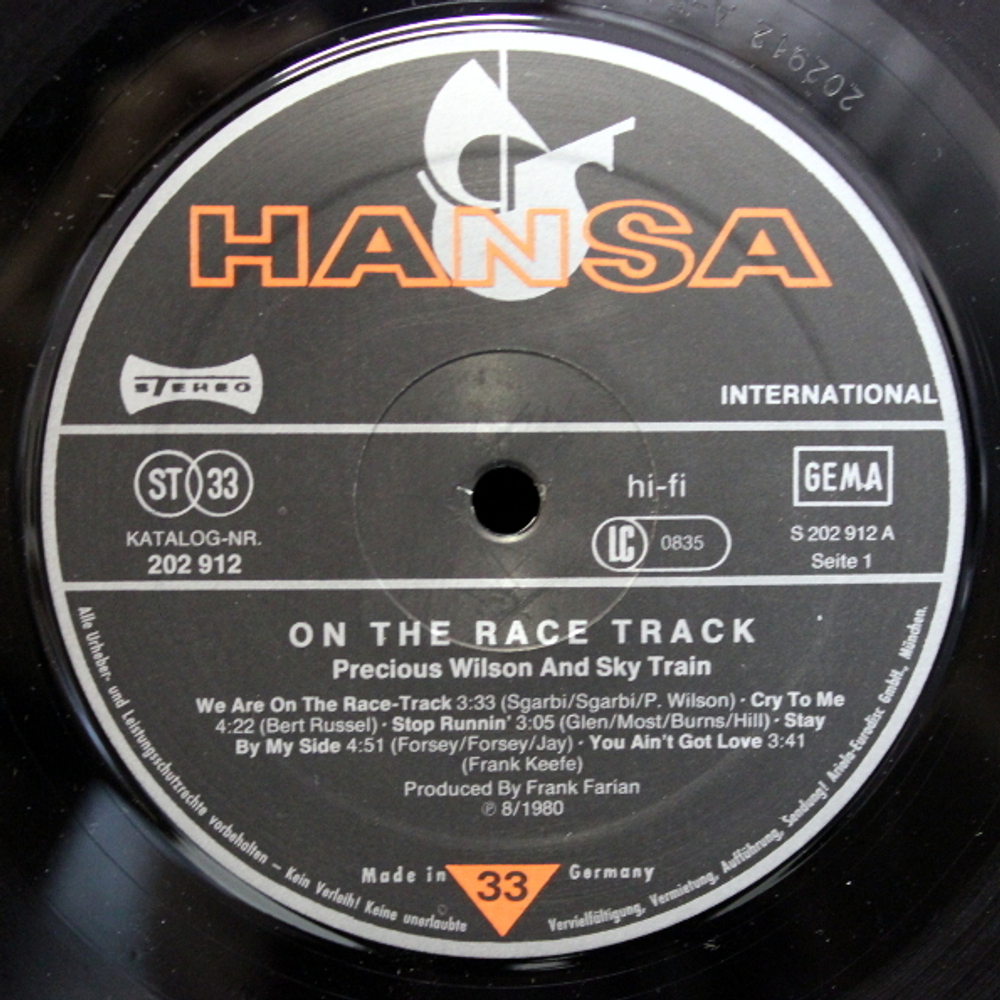 202912 A
HANSA
STEREO
INTERNATIONAL
ST 33
hi-fi
GEMA
KATALOG-NR.
202 912
LC 0835
S 202 912 A
Seite 1
ON THE RACE TRACK
Precious Wilson And Sky Train
We Are On The Race-Track 3:33 (Sgarbi/Sgarbi/P. Wilson) · Cry To Me
4:22 (Bert Russel) · Stop Runnin' 3:05 (Glen/Most/Burns/Hill) · Stay
By My Side 4:51 (Forsey/Forsey/Jay) · You Ain't Got Love 3:41
(Frank Keefe)
Produced By Frank Farian
℗ 8/1980
Made in 33 Germany
Alle Urheber- und Leistungsschutzrechte vorbehalten – Kein Verleih! Keine unerlaubte Vervielfältigung, Vermietung, Aufführung, Sendung! Ariola-Eurodisc GmbH., München.